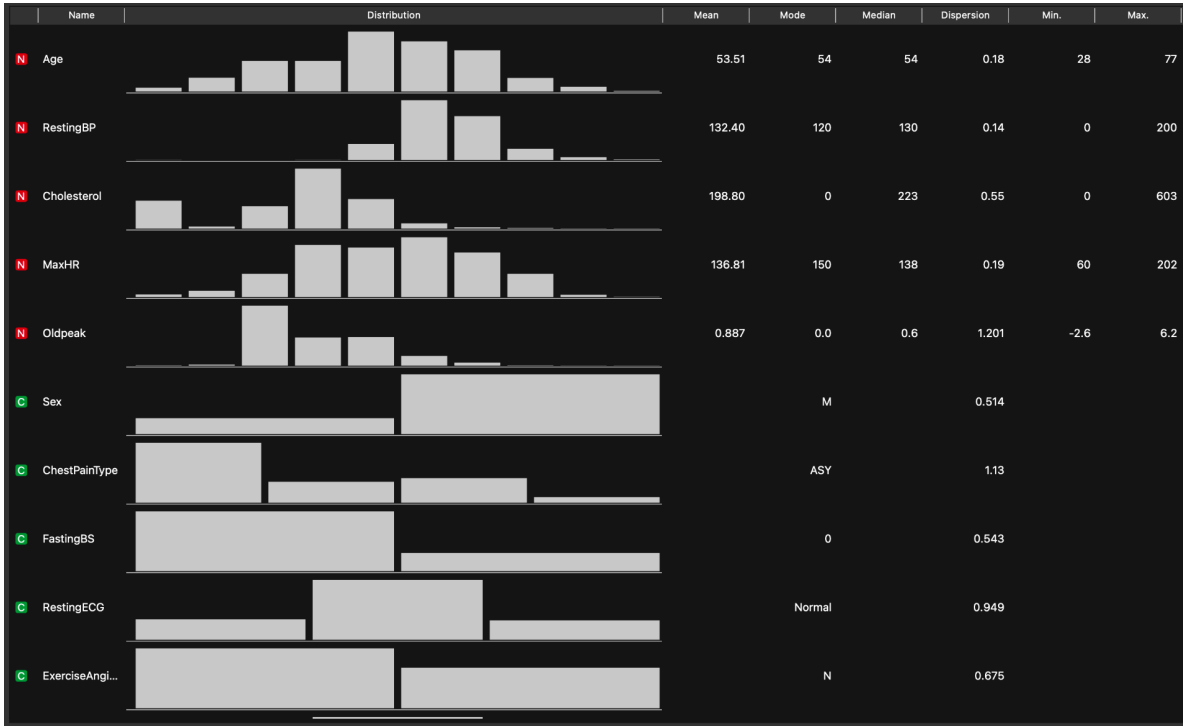 Name Distribution Mean Mode Median Dispersion Min. Max.
N Age 53.51 54 54 0.18 28 77
N RestingBP 132.40 120 130 0.14 0 200
N Cholesterol 198.80 0 223 0.55 0 603
N MaxHR 136.81 150 138 0.19 60 202
N Oldpeak 0.887 0.0 0.6 1.201 -2.6 6.2
C Sex M 0.514
C ChestPainType ASY 1.13
C FastingBS 0 0.543
C RestingECG Normal 0.949
C ExerciseAngi... N 0.675